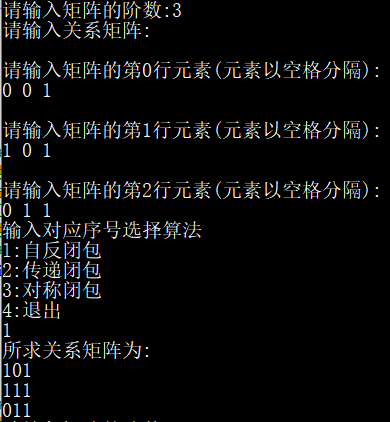 请输入矩阵的阶数:3
请输入关系矩阵:
请输入矩阵的第0行元素(元素以空格分隔):
0 0 1
请输入矩阵的第1行元素(元素以空格分隔):
1 0 1
请输入矩阵的第2行元素(元素以空格分隔):
0 1 1
输入对应序号选择算法
1:自反闭包
2:传递闭包
3:对称闭包
4:退出
1
所求关系矩阵为:
101
111
011